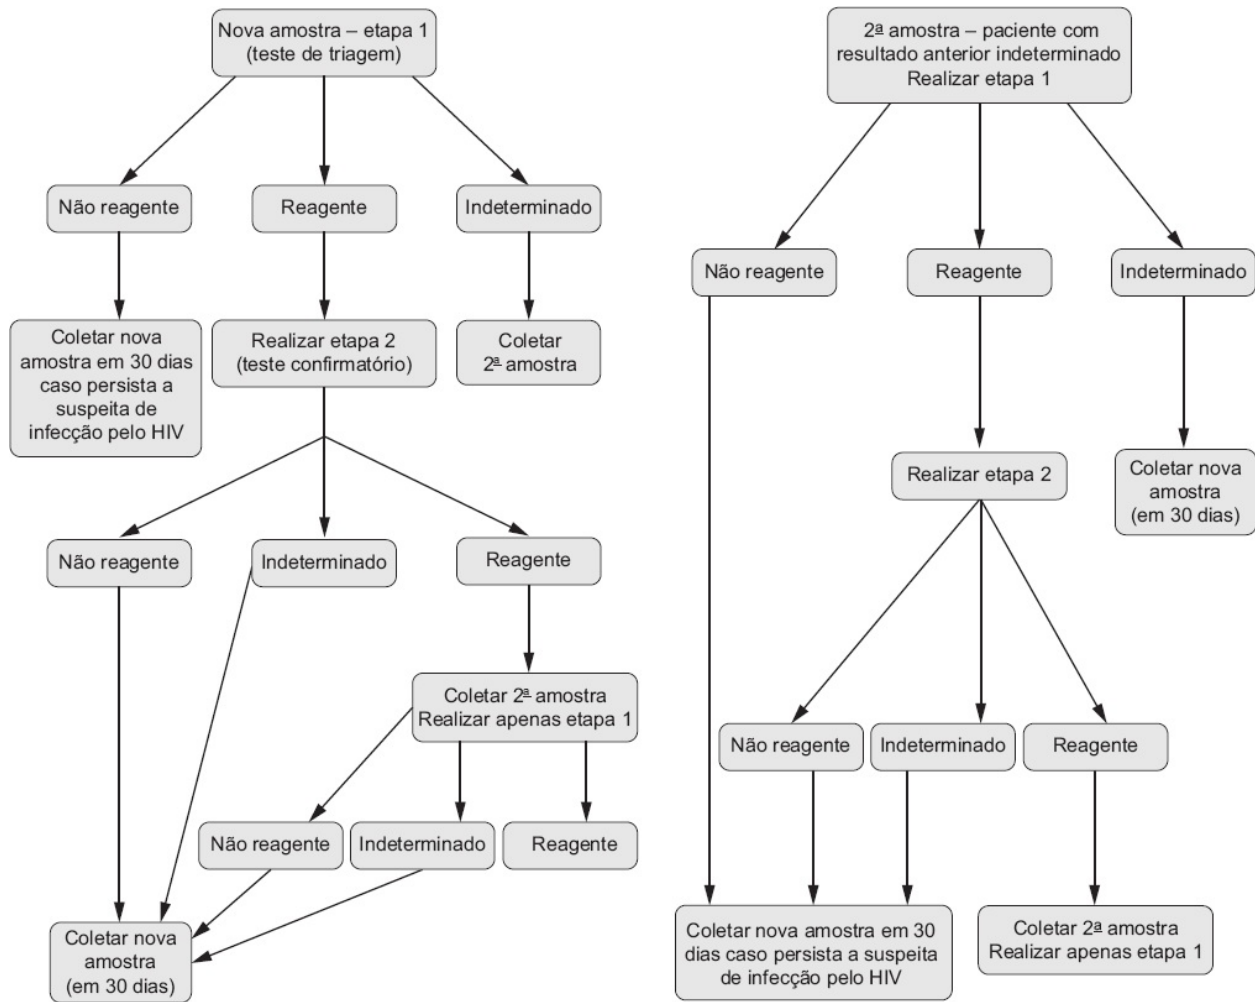 Nova amostra – etapa 1
(teste de triagem)
Não reagente
Reagente
Indeterminado
Coletar nova
amostra em 30 dias
caso persista a
suspeita de
infecção pelo HIV
Realizar etapa 2
(teste confirmatório)
Coletar
2ª amostra
Não reagente
Indeterminado
Reagente
Coletar 2ª amostra
Realizar apenas etapa 1
Não reagente
Indeterminado
Reagente
Coletar nova
amostra
(em 30 dias)
2ª amostra – paciente com
resultado anterior indeterminado
Realizar etapa 1
Não reagente
Reagente
Indeterminado
Realizar etapa 2
Coletar nova
amostra
(em 30 dias)
Não reagente
Indeterminado
Reagente
Coletar nova amostra em 30
dias caso persista a suspeita
de infecção pelo HIV
Coletar 2ª amostra
Realizar apenas etapa 1